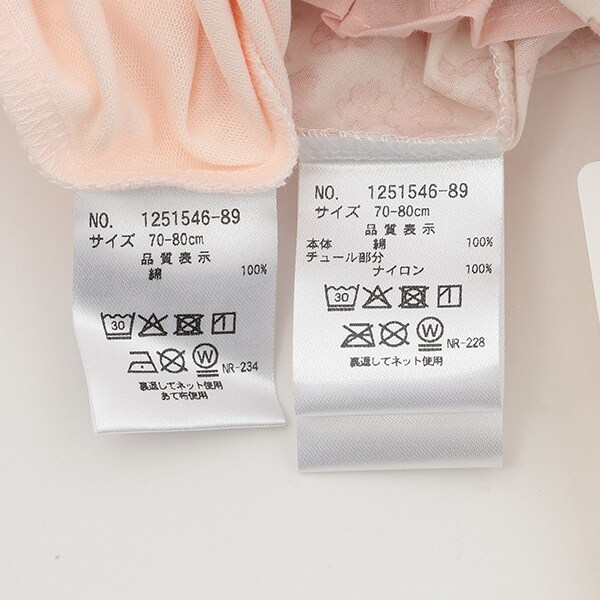 NO. 1251546-89
サイズ 70-80cm
品質表示
綿 100%
30 1
W NR-234
裏返してネット使用
あて布使用
NO. 1251546-89
サイズ 70-80cm
品質表示
本体 綿 100%
チュール部分
ナイロン 100%
30 1
W NR-228
裏返してネット使用